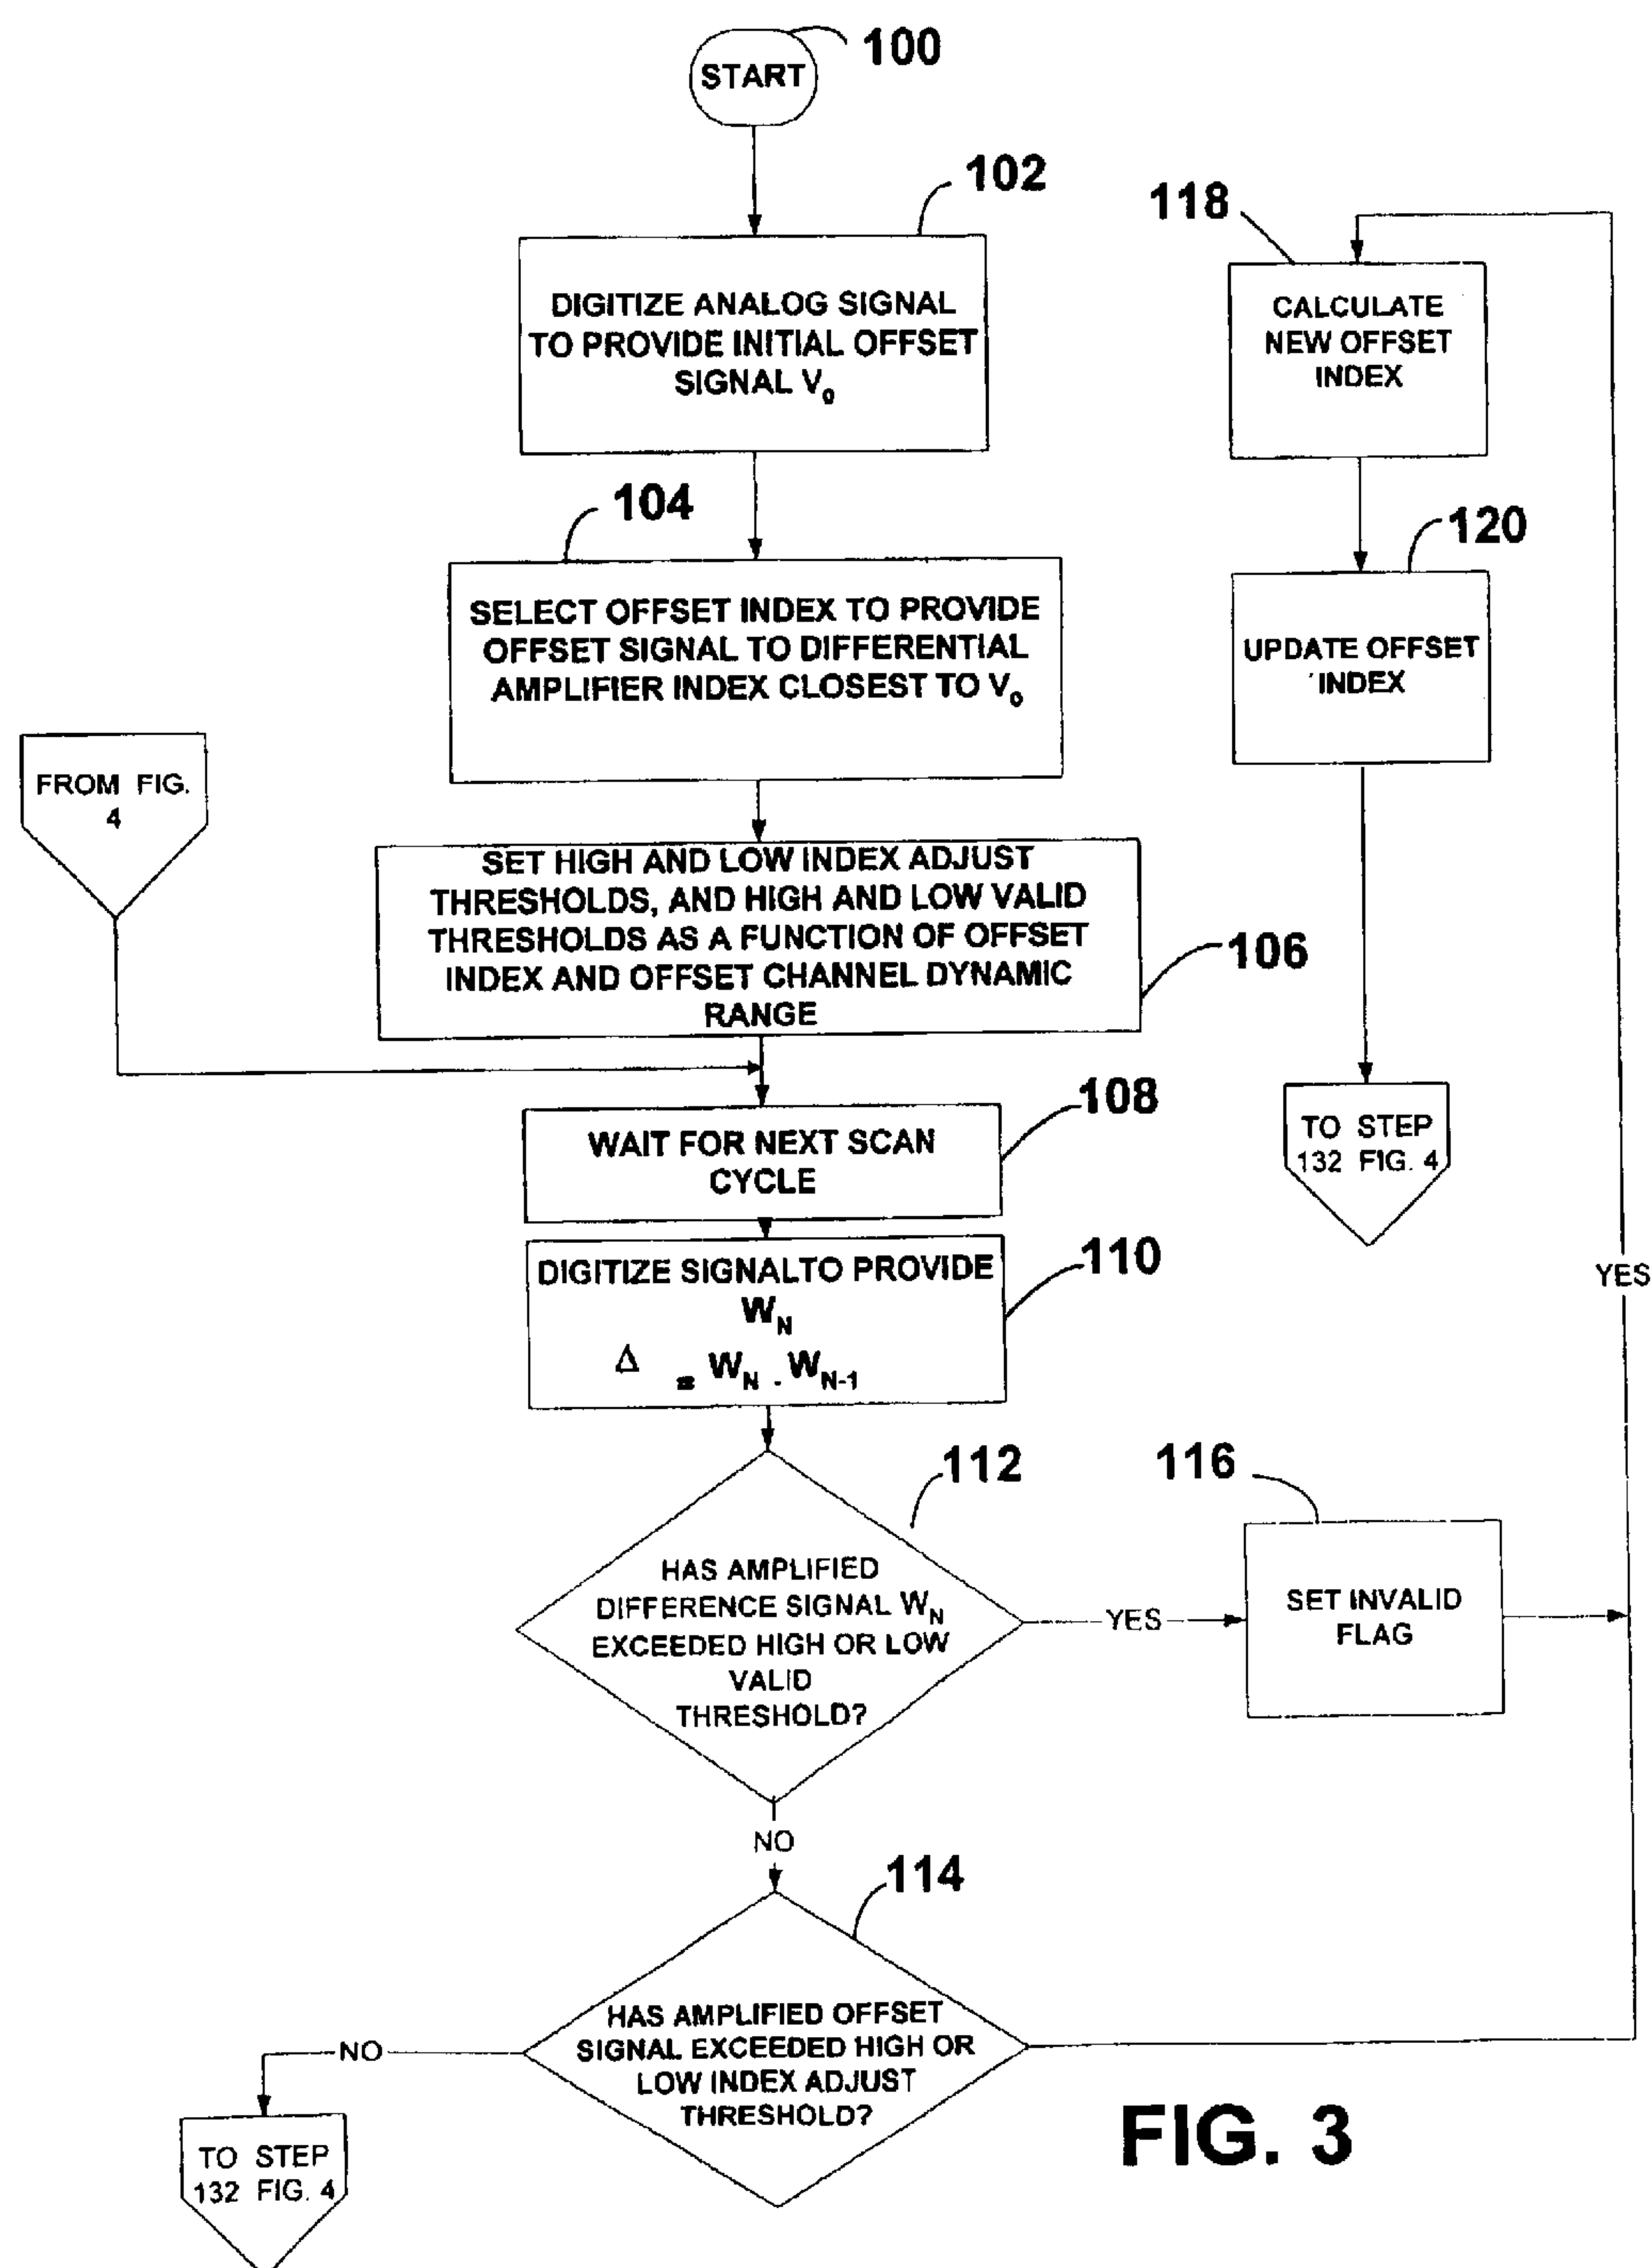 100
START
102
DIGITIZE ANALOG SIGNAL
TO PROVIDE INITIAL OFFSET
SIGNAL V0
104
SELECT OFFSET INDEX TO PROVIDE
OFFSET SIGNAL TO DIFFERENTIAL
AMPLIFIER INDEX CLOSEST TO V0
FROM FIG.
4
SET HIGH AND LOW INDEX ADJUST
THRESHOLDS, AND HIGH AND LOW VALID
THRESHOLDS AS A FUNCTION OF OFFSET
INDEX AND OFFSET CHANNEL DYNAMIC
RANGE
106
108
WAIT FOR NEXT SCAN
CYCLE
110
DIGITIZE SIGNALTO PROVIDE
WN
Δ = WN - WN-1
112
HAS AMPLIFIED
DIFFERENCE SIGNAL WN
EXCEEDED HIGH OR LOW
VALID
THRESHOLD?
YES
116
SET INVALID
FLAG
NO
114
HAS AMPLIFIED OFFSET
SIGNAL EXCEEDED HIGH OR
LOW INDEX ADJUST
THRESHOLD?
NO
TO STEP
132 FIG. 4
YES
118
CALCULATE
NEW OFFSET
INDEX
120
UPDATE OFFSET
INDEX
TO STEP
132 FIG. 4
FIG. 3